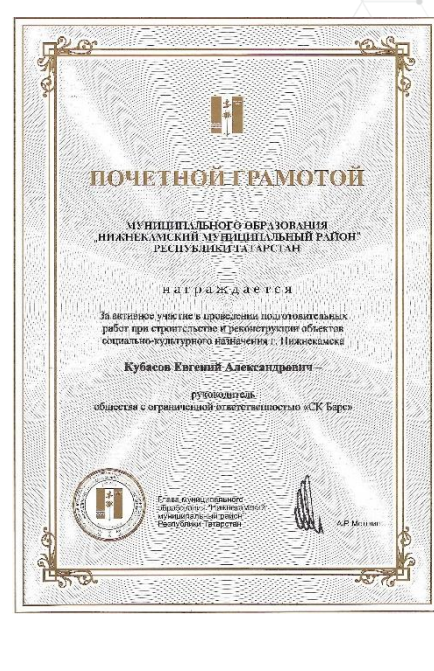 ПОЧЕТНОЙ ГРАМОТОЙ
МУНИЦИПАЛЬНОГО ОБРАЗОВАНИЯ
„НИЖНЕКАМСКИЙ МУНИЦИПАЛЬНЫЙ РАЙОН"
РЕСПУБЛИКИ ТАТАРСТАН
награждается
За активное участие в проведении подготовительных
работ при строительстве и реконструкции объектов
социально-культурного назначения г. Нижнекамска
Кубасов Евгений Александрович –
руководитель
общества с ограниченной ответственностью «СК Барс»
Глава муниципального
образования "Нижнекамский
муниципальный район"
Республики Татарстан
А.Р.